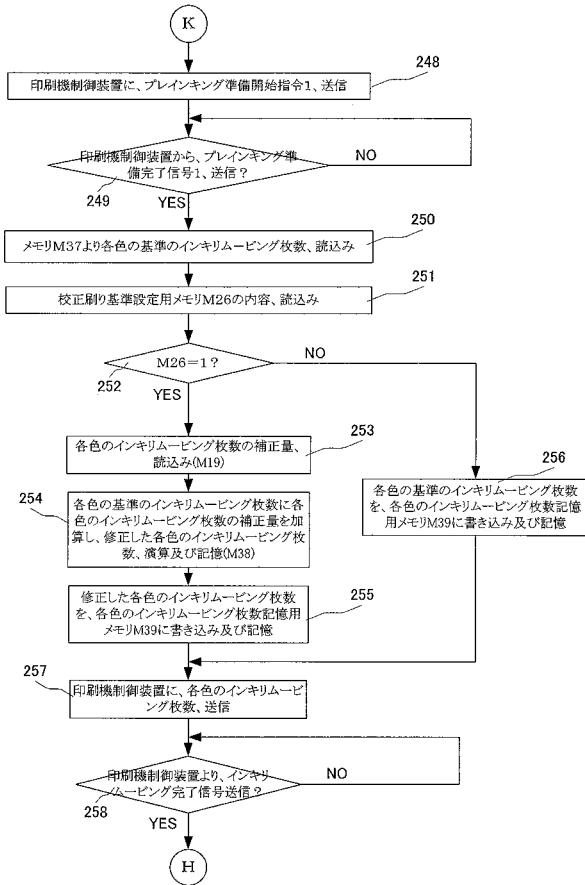 K
248
印刷機制御装置に、プレインキング準備開始指令1、送信
印刷機制御装置から、プレインキング準
備完了信号1、送信？
NO
249
YES
250
メモリM37より各色の基準のインキリムービング枚数、読込み
251
校正刷り基準設定用メモリM26の内容、読込み
M26＝1？
NO
252
YES
253
各色のインキリムービング枚数の補正量、
読込み(M19)
254
各色の基準のインキリムービング枚数に各
色のインキリムービング枚数の補正量を加
算し、修正した各色のインキリムービング枚
数、演算及び記憶(M38)
256
各色の基準のインキリムービング枚数
を、各色のインキリムービング枚数記憶
用メモリM39に書き込み及び記憶
255
修正した各色のインキリムービング枚数
を、各色のインキリムービング枚数記憶用
メモリM39に書き込み及び記憶
257
印刷機制御装置に、各色のインキリムービ
ング枚数、送信
印刷機制御装置より、インキリ
ムービング完了信号送信？
NO
258
YES
H